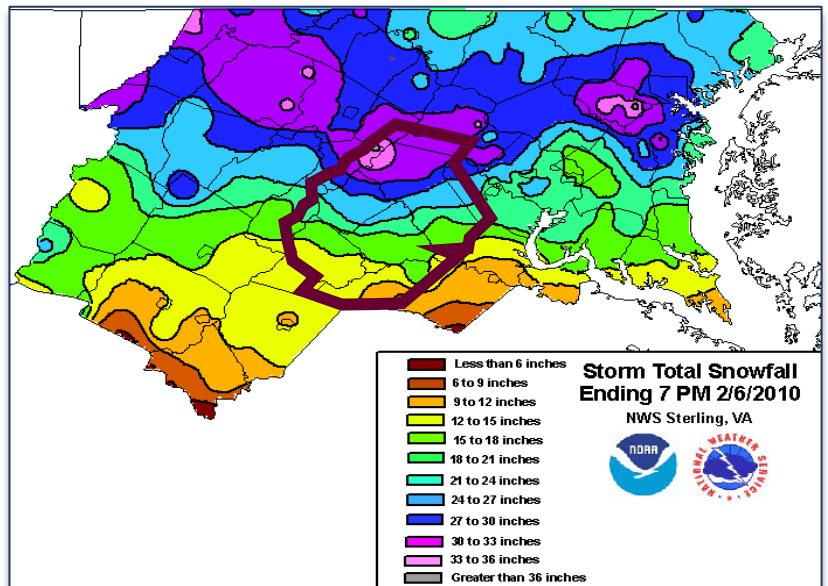 Less than 6 inches
6 to 9 inches
9 to 12 inches
12 to 15 inches
15 to 18 inches
18 to 21 inches
21 to 24 inches
24 to 27 inches
27 to 30 inches
30 to 33 inches
33 to 36 inches
Greater than 36 inches
Storm Total Snowfall
Ending 7 PM 2/6/2010
NWS Sterling, VA
NOAA
NATIONAL WEATHER SERVICE